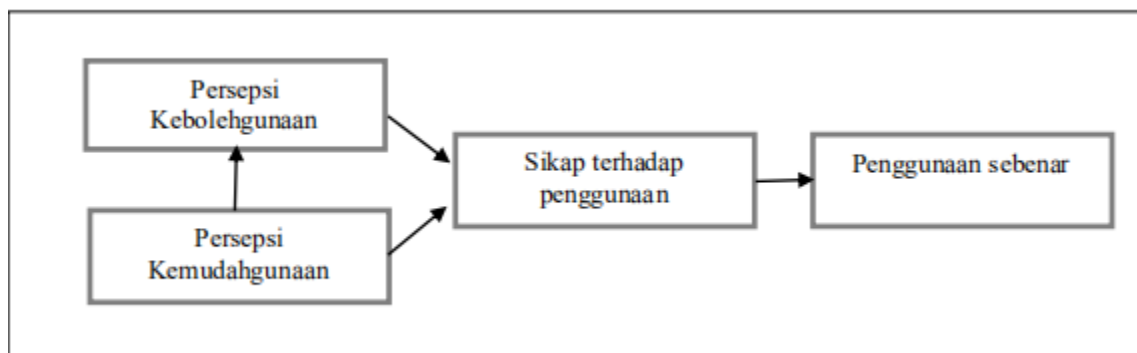 Persepsi
Kebolehgunaan
Sikap terhadap
penggunaan
Penggunaan sebenar
Persepsi
Kemudahgunaan